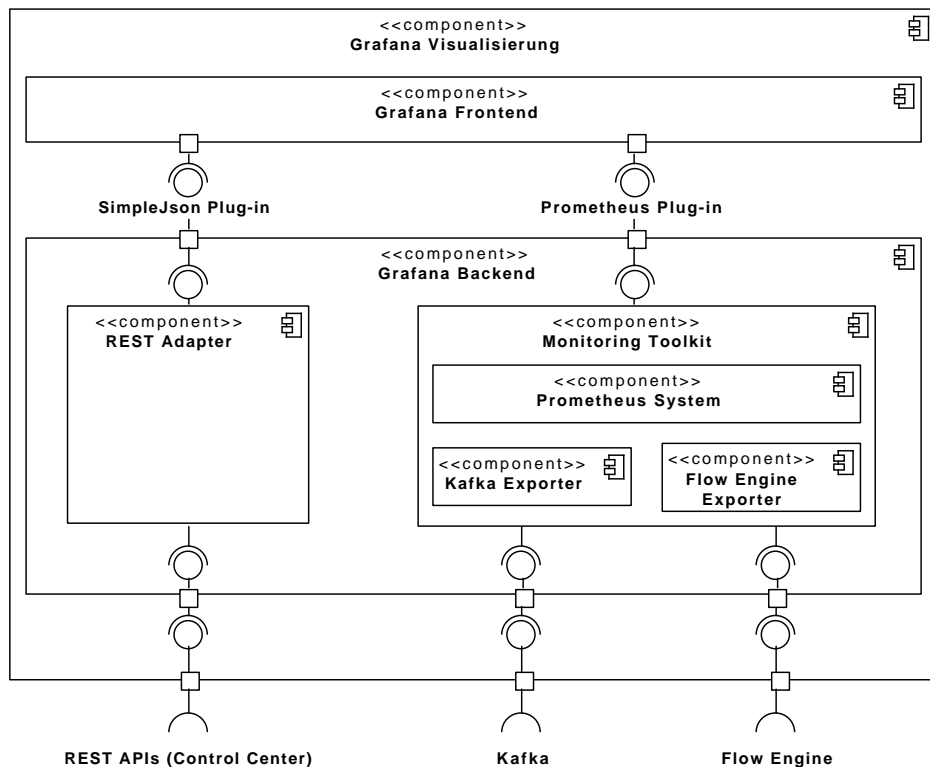 <<component>>
Grafana Visualisierung
<<component>>
Grafana Frontend
SimpleJson Plug-in
Prometheus Plug-in
<<component>>
Grafana Backend
<<component>>
REST Adapter
<<component>>
Monitoring Toolkit
<<component>>
Prometheus System
<<component>>
Kafka Exporter
<<component>>
Flow Engine
Exporter
REST APIs (Control Center)
Kafka
Flow Engine